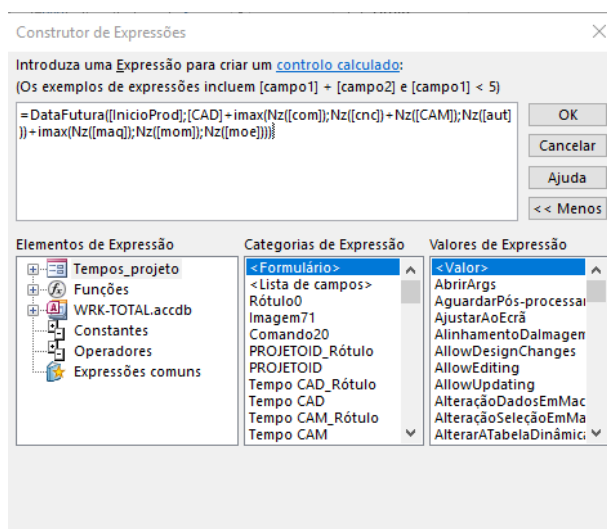 Construtor de Expressões
Introduza uma Expressão para criar um controlo calculado:
(Os exemplos de expressões incluem [campo1] + [campo2] e [campo1] < 5)
=DataFutura([InicioProd];[CAD]+imax(Nz([com]);Nz([cnc])+Nz([CAM]);Nz([aut]
))+imax(Nz([maq]);Nz([mom]);Nz([moe])))
OK
Cancelar
Ajuda
<< Menos
Elementos de Expressão
Tempos_projeto
Funções
WRK-TOTAL.accdb
Constantes
Operadores
Expressões comuns
Categorias de Expressão
<Formulário>
<Lista de campos>
Rótulo0
Imagem71
Comando20
PROJETOID_Rótulo
PROJETOID
Tempo CAD_Rótulo
Tempo CAD
Tempo CAM_Rótulo
Tempo CAM
Valores de Expressão
<Valor>
AbrirArgs
AguardarPós-processar
AjustarAoEcrã
AlinhamentoDaImagem
AllowDesignChanges
AllowEditing
AllowUpdating
AlteraçãoDadosEmMac
AlteraçãoSeleçãoEmMa
AlterarATabelaDinâmic